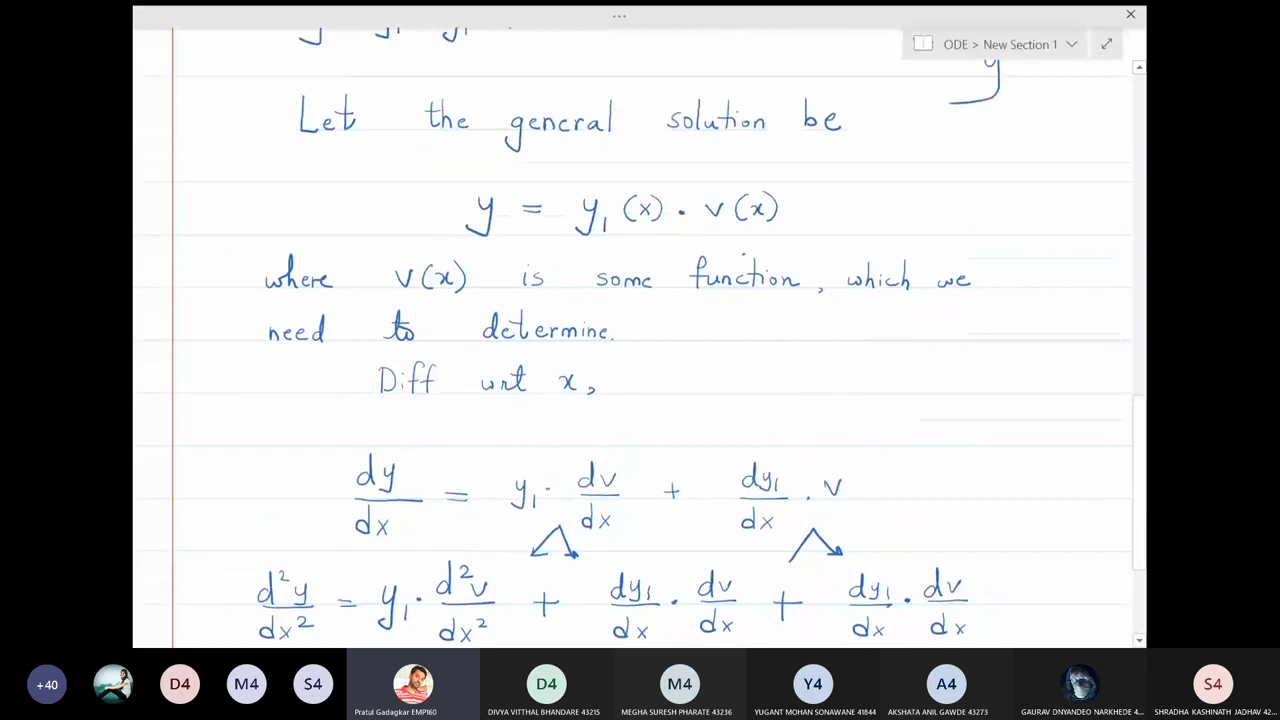 ODE > New Section 1
Let the general solution be
y = y₁(x) · v(x)
where v(x) is some function, which we
need to determine.
Diff wrt x,
dy/dx = y₁ · dv/dx + dy₁/dx · v
d²y/dx² = y₁ · d²v/dx² + dy₁/dx · dv/dx + dy₁/dx · dv/dx
+40
D4
M4
S4
Pratul Gadagkar EMP160
D4
DIVYA VITTHAL BHANDARE 43215
M4
MEGHA SURESH PHARATE 43236
Y4
YUGANT MOHAN SONAWANE 41844
A4
AKSHATA ANIL GAWDE 43273
GAURAV DNYANDEO NARKHEDE 4...
S4
SHRADHA KASHINATH JADHAV 42...